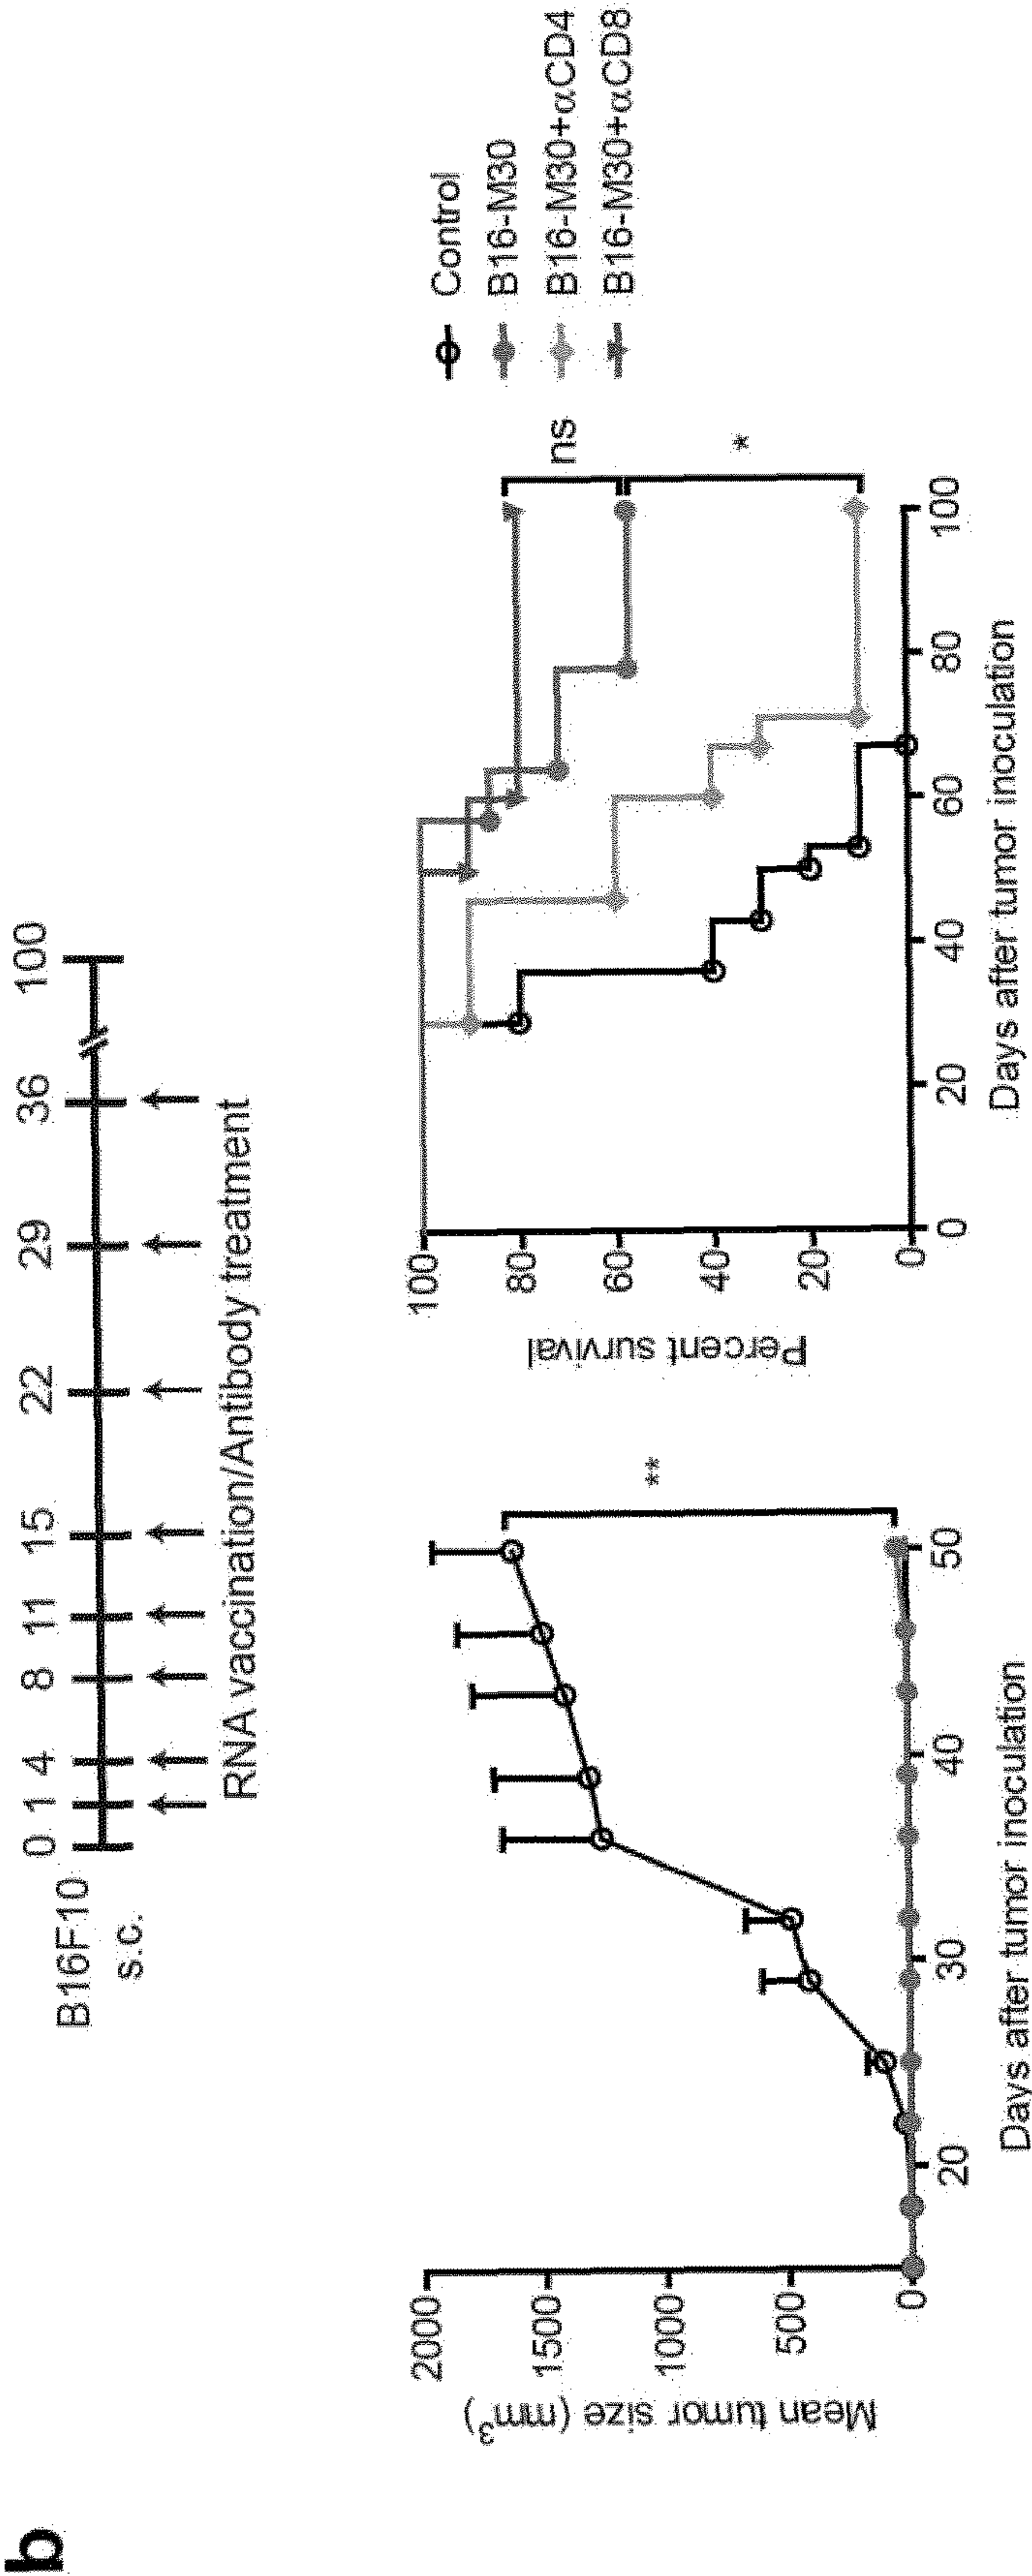 b
0 1 4 8 11 15 22 29 36 100
B16F10
s.c.
RNA vaccination/Antibody treatment
2000
1500
1000
500
0
Mean tumor size (mm³)
20 30 40 50
Days after tumor inoculation
**
100
80
60
40
20
0
Percent survival
0 20 40 60 80 100
Days after tumor inoculation
ns
*
Control
B16-M30
B16-M30+αCD4
B16-M30+αCD8